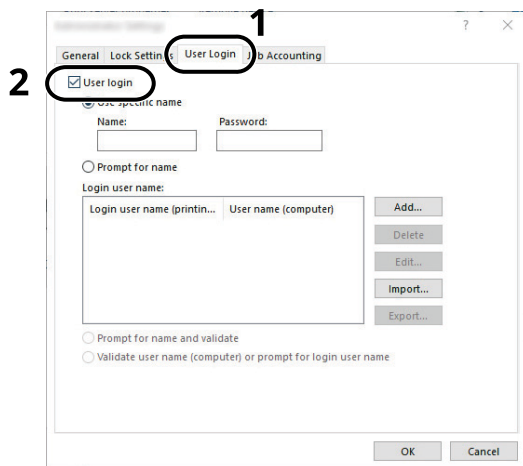 1
?
General Lock Settings User Login Job Accounting
2
User login
Use specific name
Name: Password:
Prompt for name
Login user name:
Login user name (printin... User name (computer)
Add...
Delete
Edit...
Import...
Export...
Prompt for name and validate
Validate user name (computer) or prompt for login user name
OK Cancel